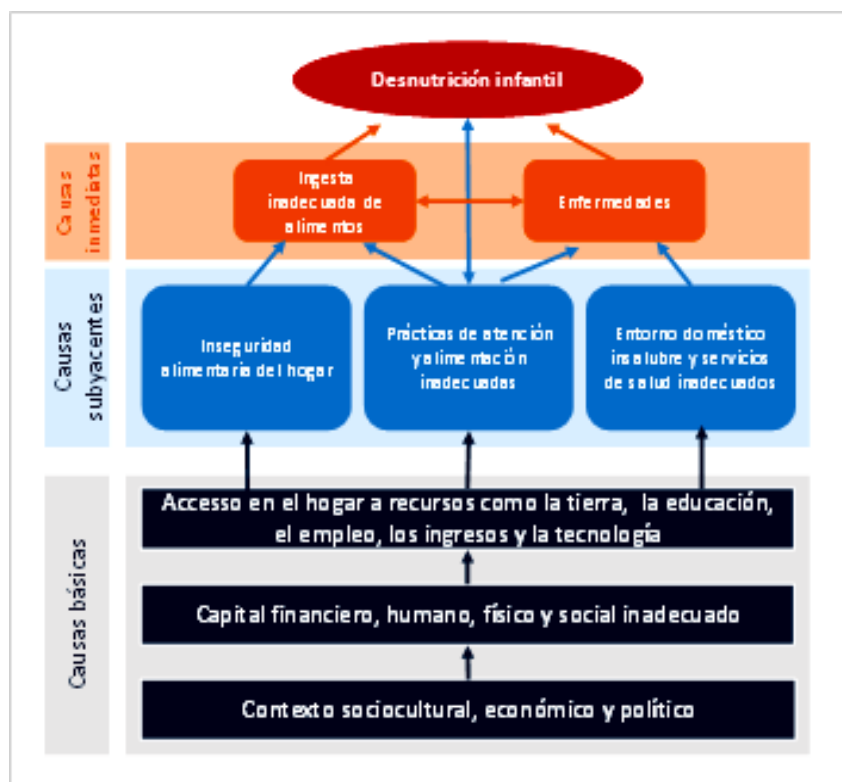 Desnutrición infantil
Causas
inmediatas
Ingesta
inadecuada de
alimentos
Enfermedades
Causas
subyacentes
Inseguridad
alimentaria del hogar
Prácticas de atención
y alimentación
inadecuadas
Entorno doméstico
insalubre y servicios
de salud inadecuados
Causas básicas
Accesso en el hogar a recursos como la tierra, la educación,
el empleo, los ingresos y la tecnología
Capital financiero, humano, físico y social inadecuado
Contexto sociocultural, económico y político